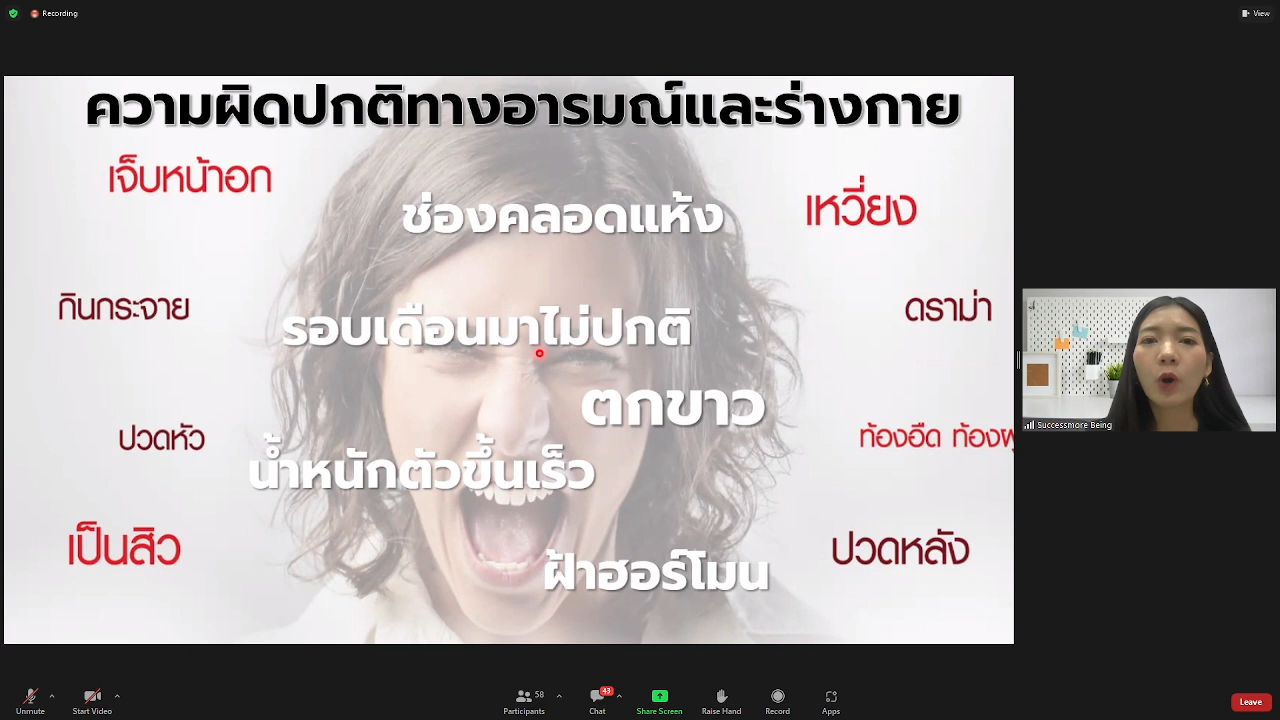 Recording
View
ความผิดปกติทางอารมณ์และร่างกาย
เจ็บหน้าอก
ช่องคลอดแห้ง
เหวี่ยง
กินกระจาย
รอบเดือนมาไม่ปกติ
ดราม่า
ตกขาว
ปวดหัว
น้ำหนักตัวขึ้นเร็ว
ท้องอืด
เป็นสิว
ฝ้าฮอร์โมน
ปวดหลัง
Successmore Being
Unmute
Start Video
58
Participants
43
Chat
Share Screen
Raise Hand
Record
Apps
Leave